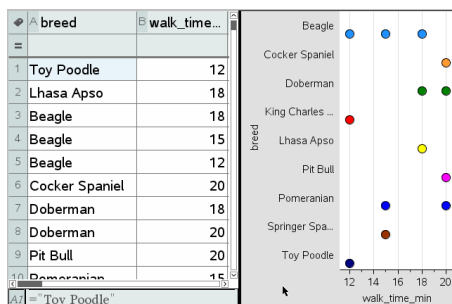 A breed B walk_time...
=
1 Toy Poodle 12
2 Lhasa Apso 18
3 Beagle 18
4 Beagle 15
5 Beagle 12
6 Cocker Spaniel 20
7 Doberman 18
8 Doberman 20
9 Pit Bull 20
10 Pomeranian 15
A1 ="Toy Poodle"
breed
Beagle
Cocker Spaniel
Doberman
King Charles ...
Lhasa Apso
Pit Bull
Pomeranian
Springer Spa...
Toy Poodle
12 14 16 18 20
walk_time_min